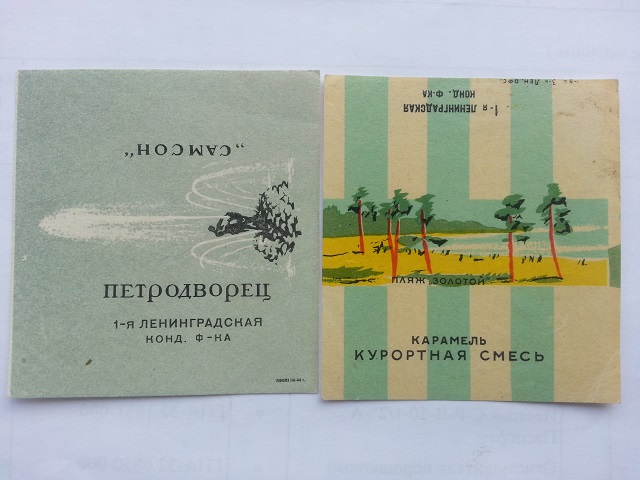 „САМСОН“
ПЕТРОДВОРЕЦ
1-я ЛЕНИНГРАДСКАЯ
КОНД. Ф-КА
1-я ЛЕНИНГРАДСКАЯ
КОНД. Ф-КА
ПЛЯЖ ЗОЛОТОЙ
КАРАМЕЛЬ
КУРОРТНАЯ СМЕСЬ